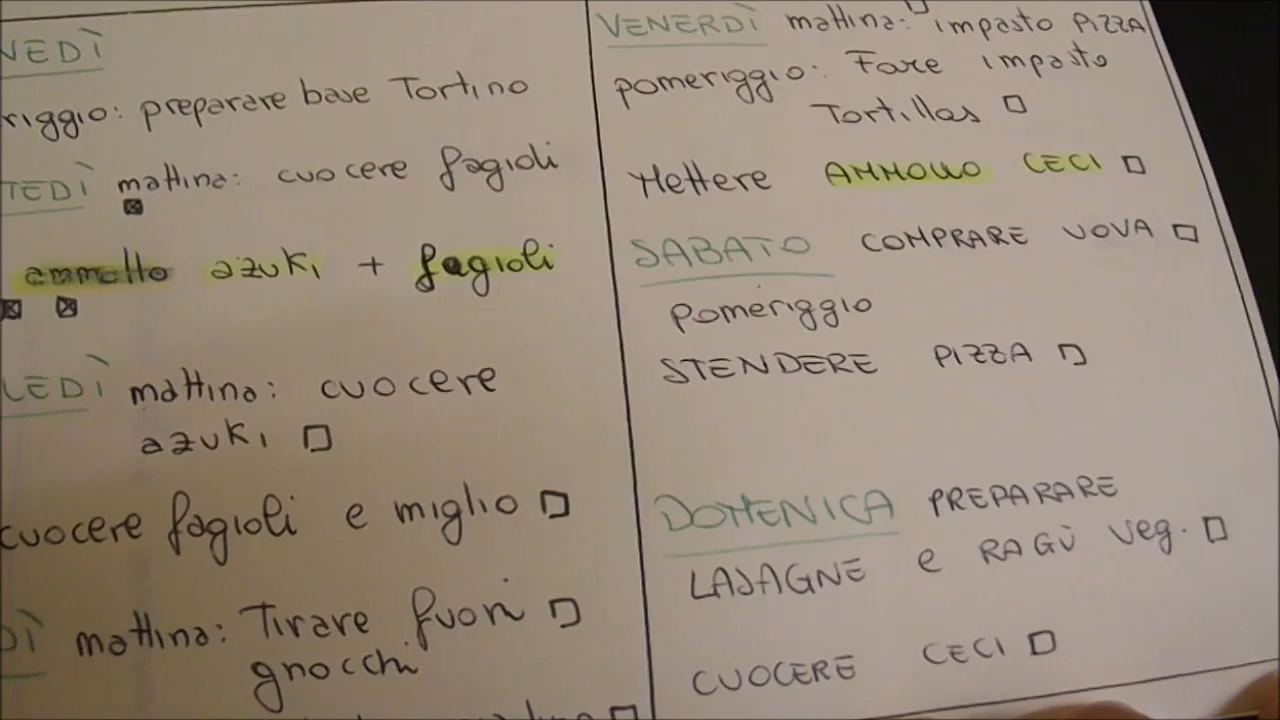 NEDÌ
riggio: preparare base Tortino
TEDÌ mattina: cuocere fagioli
ammollo azuki + fagioli
LEDÌ mattina: cuocere
azuki
cuocere fagioli e miglio
DÌ mattina: Tirare fuori
gnocchi
VENERDÌ mattina: impasto PIZZA
pomeriggio: Fare impasto
Tortillas
Mettere AMMOLLO CECI
SABATO COMPRARE UOVA
Pomeriggio
STENDERE PIZZA
DOMENICA PREPARARE
LASAGNE e RAGÙ veg.
CUOCERE CECI